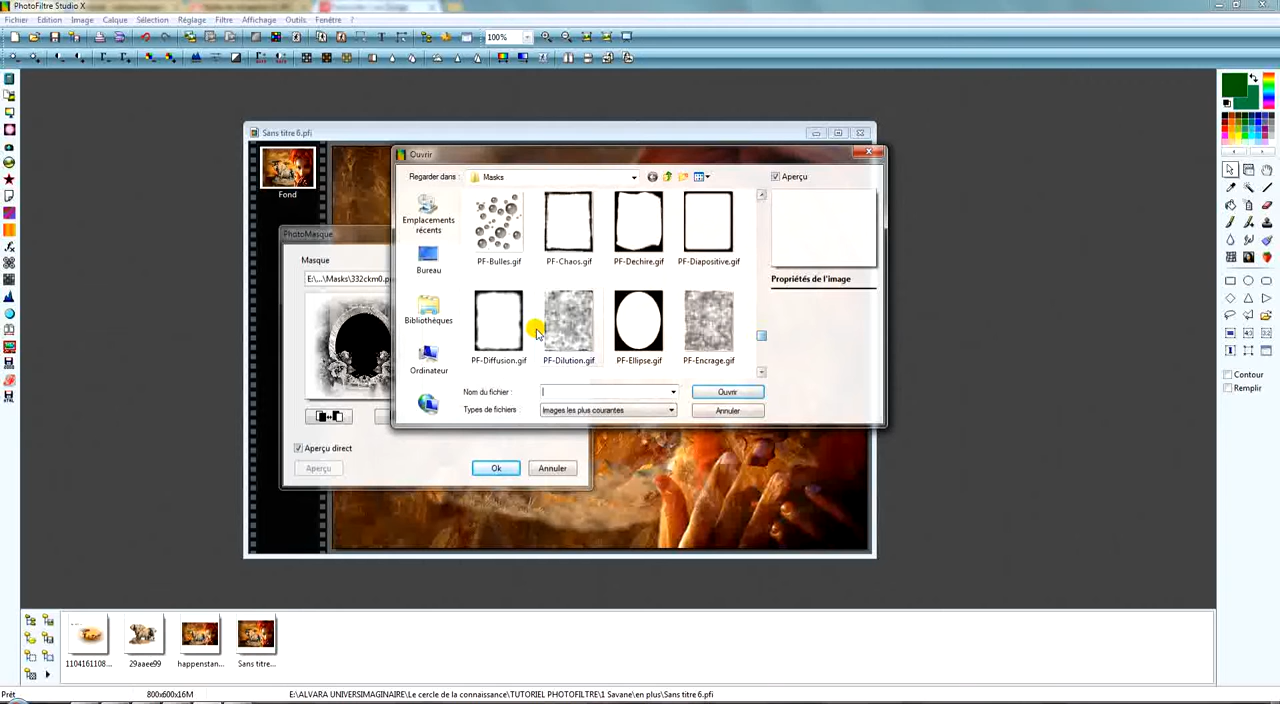 PhotoFiltre Studio X
Fichier Edition Image Calque Sélection Réglage Filtre Affichage Outils Fenêtre ?
100%
Sans titre 6.pfi
Fond
Ouvrir
Regarder dans :
Masks
Aperçu
Emplacements récents
Bureau
Bibliothèques
Ordinateur
PF-Bulles.gif
PF-Chaos.gif
PF-Dechire.gif
PF-Diapositive.gif
PF-Diffusion.gif
PF-Dilution.gif
PF-Ellipse.gif
PF-Encrage.gif
Propriétés de l'image
Nom du fichier :
Ouvrir
Types de fichiers :
Images les plus courantes
Annuler
PhotoMasque
Masque
E:\...\Masks\332ckm0.p
Aperçu direct
Aperçu
Ok
Annuler
Contour
Remplir
1104161108...
29aaee99
happenstan...
Sans titre...
Prêt
800x600x16M
E:\ALVARA UNIVERSIMAGINAIRE\Le cercle de la connaissance\TUTORIEL PHOTOFILTRE\1 Savane\en plus\Sans titre 6.pfi